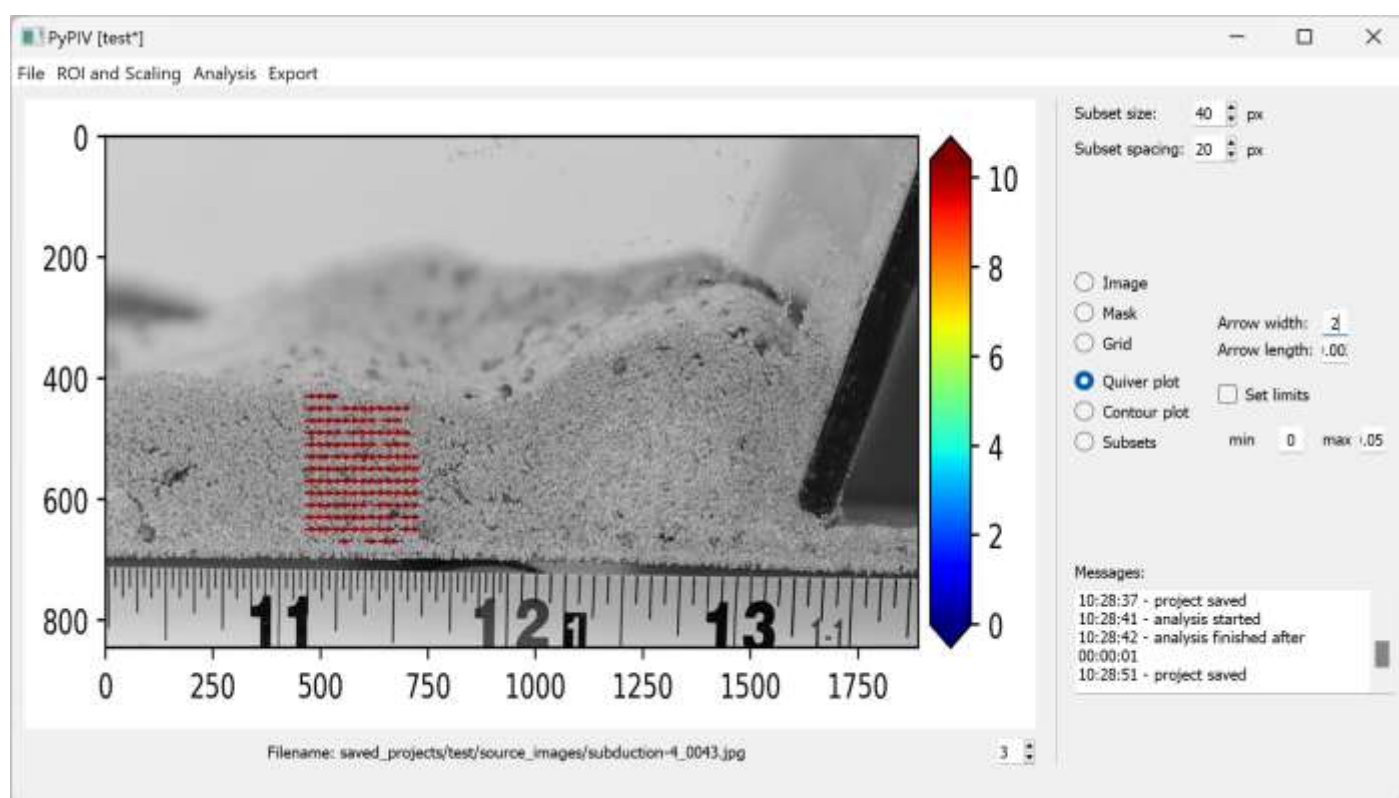 PyPIV [test*]
File ROI and Scaling Analysis Export
0
200
400
600
800
0 250 500 750 1000 1250 1500 1750
10
8
6
4
2
0
11 12 13
Filename: saved_projects/test/source_images/subduction-4_0043.jpg
3
Subset size: 40 px
Subset spacing: 20 px
Image
Mask
Grid
Quiver plot
Contour plot
Subsets
Arrow width: 2
Arrow length:
Set limits
min 0 max .05
Messages:
10:28:37 - project saved
10:28:41 - analysis started
10:28:42 - analysis finished after
00:00:01
10:28:51 - project saved